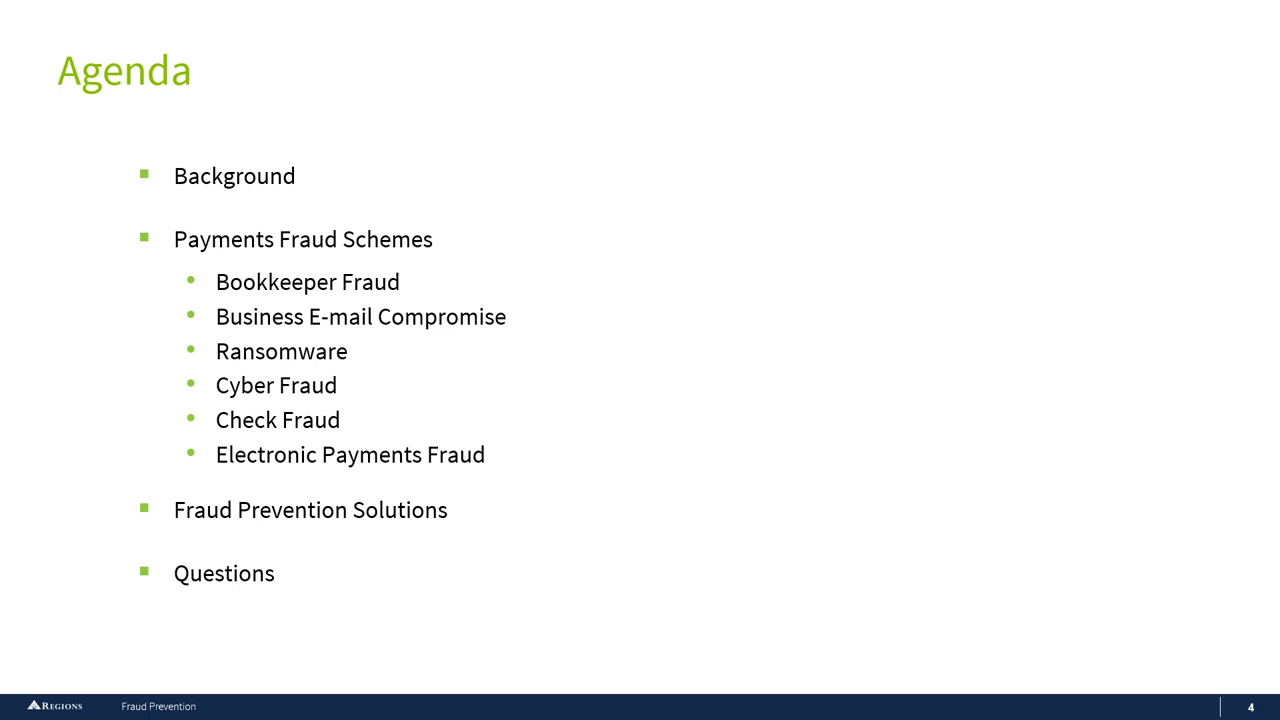 Agenda
Background
Payments Fraud Schemes
Bookkeeper Fraud
Business E-mail Compromise
Ransomware
Cyber Fraud
Check Fraud
Electronic Payments Fraud
Fraud Prevention Solutions
Questions
REGIONS
Fraud Prevention
4